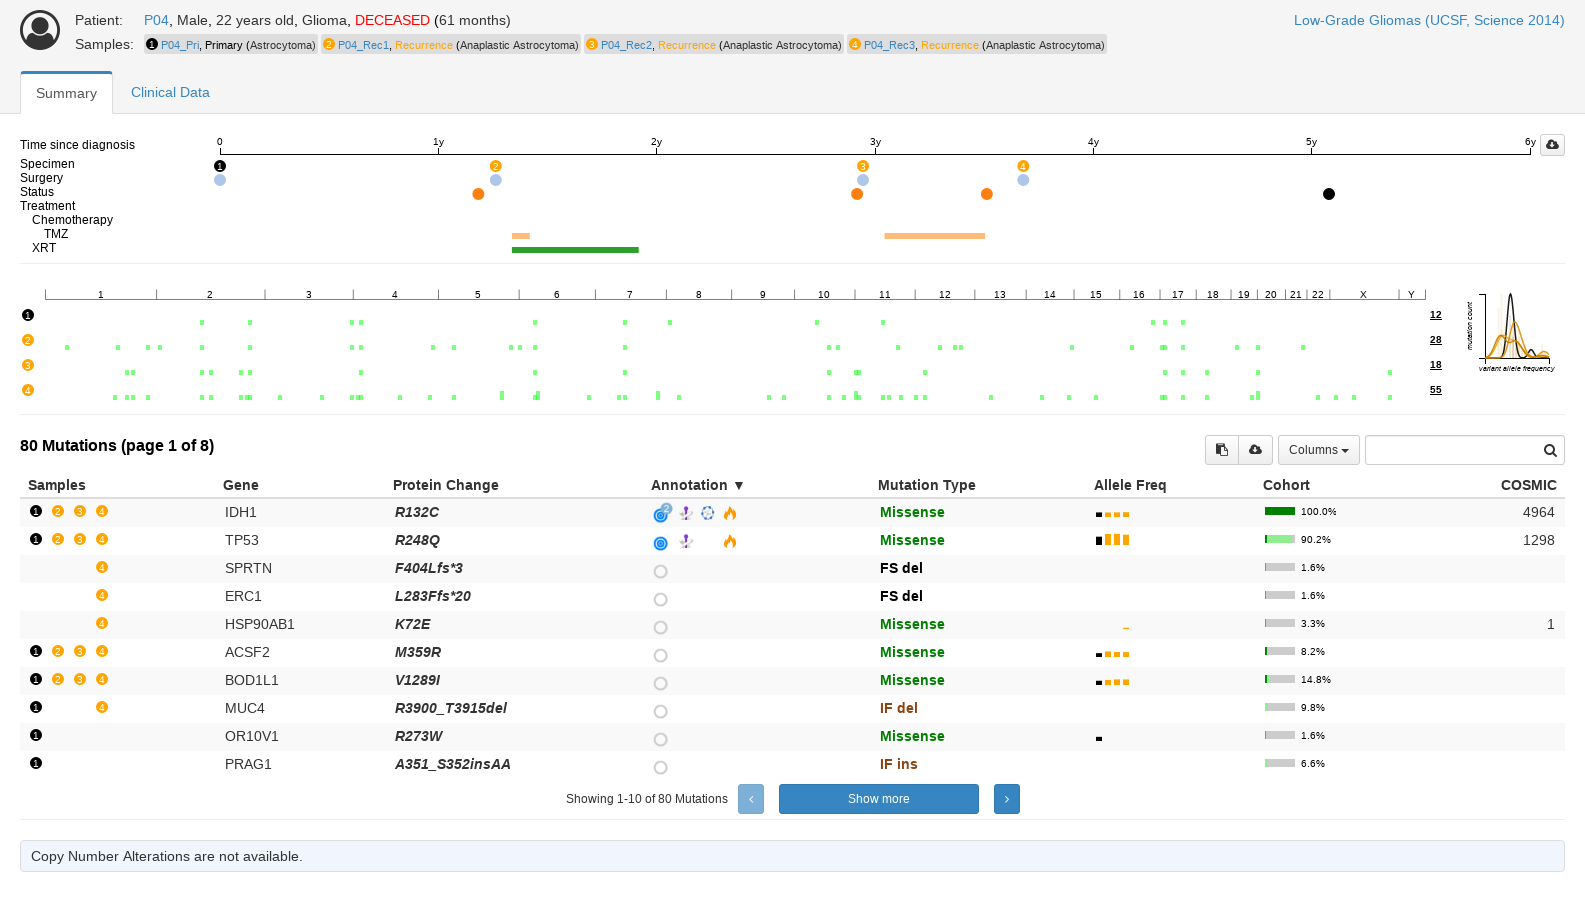 Patient: P04, Male, 22 years old, Glioma, DECEASED (61 months) Low-Grade Gliomas (UCSF, Science 2014)
Samples: 1 P04_Pri, Primary (Astrocytoma) 2 P04_Rec1, Recurrence (Anaplastic Astrocytoma) 3 P04_Rec2, Recurrence (Anaplastic Astrocytoma) 4 P04_Rec3, Recurrence (Anaplastic Astrocytoma)
Summary Clinical Data
Time since diagnosis 0 1y 2y 3y 4y 5y 6y
Specimen 1 2 3 4
Surgery
Status
Treatment
Chemotherapy
TMZ
XRT
1 2 3 4 5 6 7 8 9 10 11 12 13 14 15 16 17 18 19 20 21 22 X Y
1 12
2 28
3 18
4 55
mutation count
variant allele frequency
80 Mutations (page 1 of 8) Columns
Samples Gene Protein Change Annotation ▼ Mutation Type Allele Freq Cohort COSMIC
1 2 3 4 IDH1 R132C 2 Missense 100.0% 4964
1 2 3 4 TP53 R248Q Missense 90.2% 1298
4 SPRTN F404Lfs*3 FS del 1.6%
4 ERC1 L283Ffs*20 FS del 1.6%
4 HSP90AB1 K72E Missense 3.3% 1
1 2 3 4 ACSF2 M359R Missense 8.2%
1 2 3 4 BOD1L1 V1289I Missense 14.8%
1 4 MUC4 R3900_T3915del IF del 9.8%
1 OR10V1 R273W Missense 1.6%
1 PRAG1 A351_S352insAA IF ins 6.6%
Showing 1-10 of 80 Mutations ‹ Show more ›
Copy Number Alterations are not available.